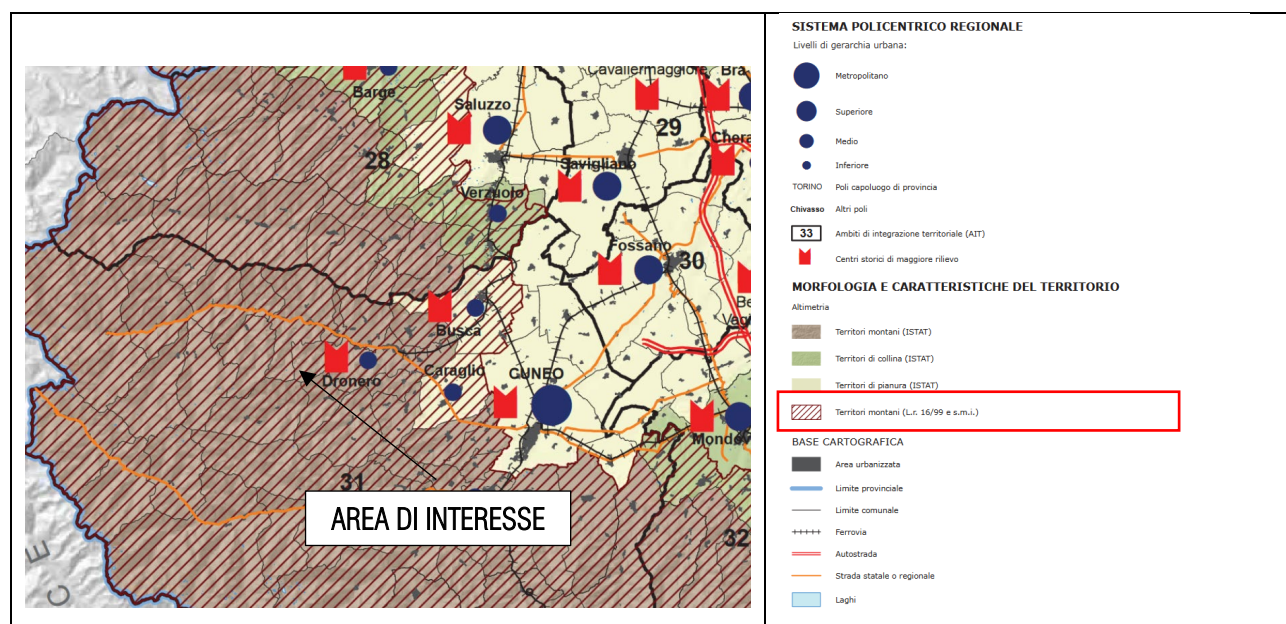 Cavallermaggiore
Bra
Barge
Saluzzo
29
Chera
28
Savigliano
Verzuolo
Fossano
30
Be
Vag
Busca
Dronero
Caraglio
CUNEO
Mondov
31
AREA DI INTERESSE
32
C E
SISTEMA POLICENTRICO REGIONALE
Livelli di gerarchia urbana:
Metropolitano
Superiore
Medio
Inferiore
TORINO Poli capoluogo di provincia
Chivasso Altri poli
33 Ambiti di integrazione territoriale (AIT)
Centri storici di maggiore rilievo
MORFOLOGIA E CARATTERISTICHE DEL TERRITORIO
Altimetria
Territori montani (ISTAT)
Territori di collina (ISTAT)
Territori di pianura (ISTAT)
Territori montani (L.r. 16/99 e s.m.i.)
BASE CARTOGRAFICA
Area urbanizzata
Limite provinciale
Limite comunale
Ferrovia
Autostrada
Strada statale o regionale
Laghi